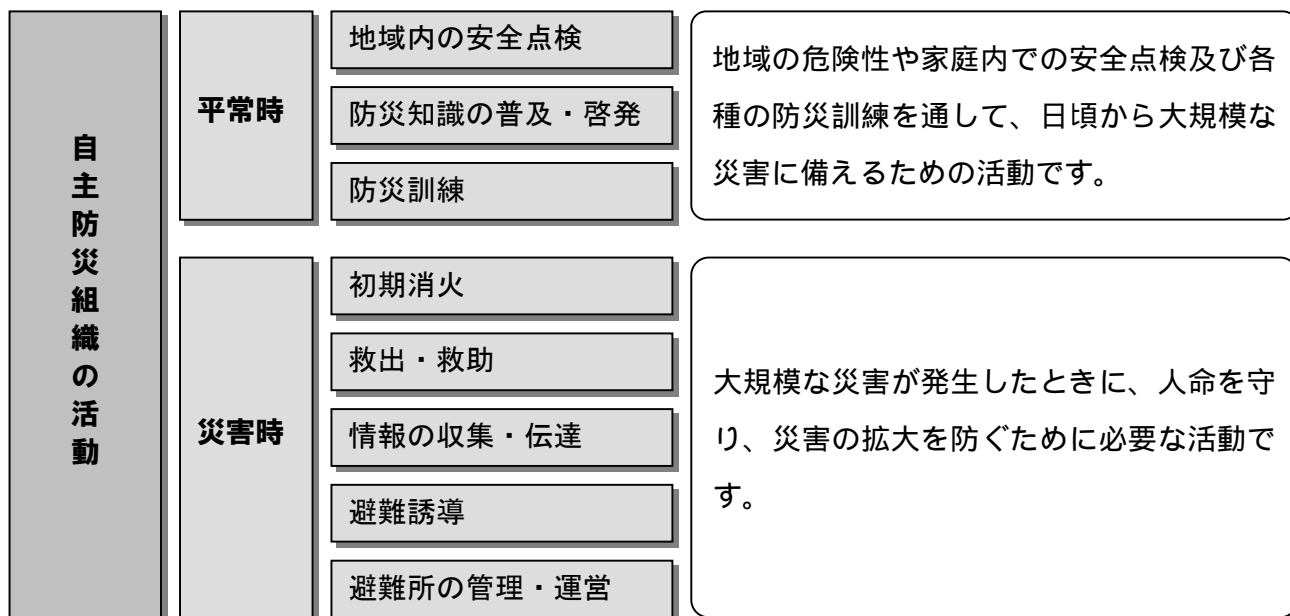 自主防災組織の活動
平常時
地域内の安全点検
防災知識の普及・啓発
防災訓練
地域の危険性や家庭内での安全点検及び各
種の防災訓練を通して、日頃から大規模な
災害に備えるための活動です。
災害時
初期消火
救出・救助
情報の収集・伝達
避難誘導
避難所の管理・運営
大規模な災害が発生したときに、人命を守
り、災害の拡大を防ぐために必要な活動で
す。